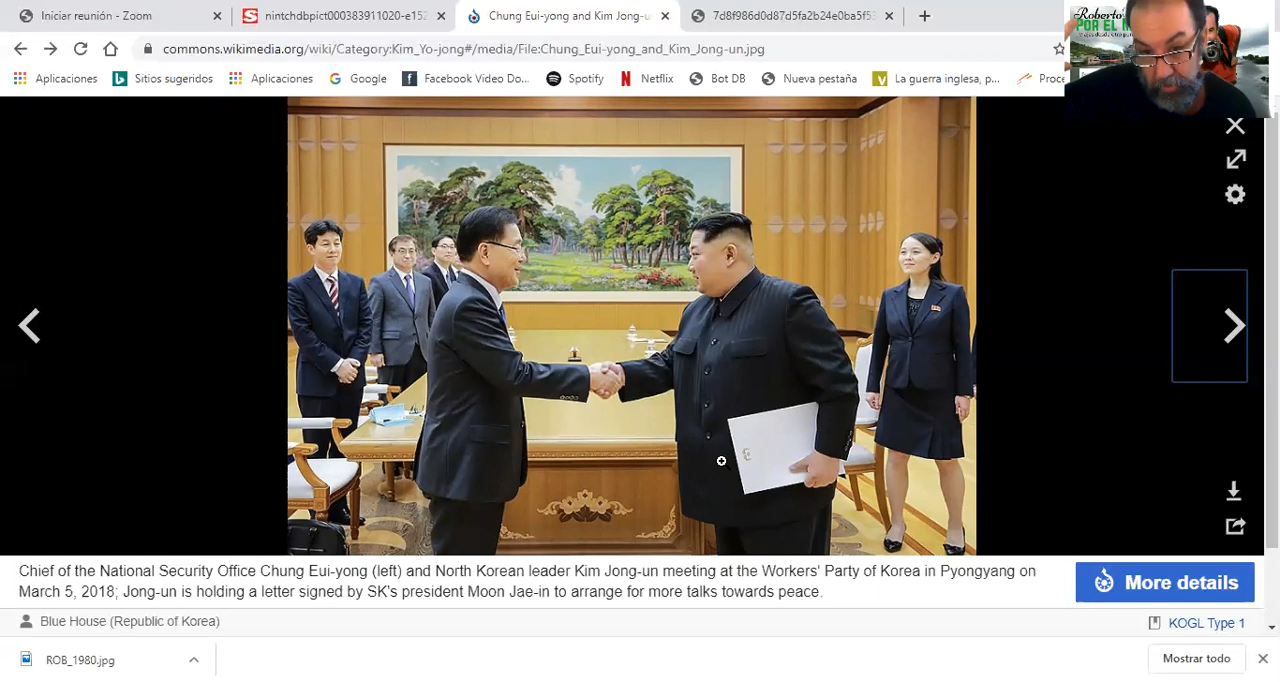 Iniciar reunión - Zoom
nintchdbpict000383911020-e152
Chung Eui-yong and Kim Jong-u
7d8f986d0d87d5fa2b24e0ba5f53
commons.wikimedia.org/wiki/Category:Kim_Yo-jong#/media/File:Chung_Eui-yong_and_Kim_Jong-un.jpg
Aplicaciones
Sitios sugeridos
Aplicaciones
Google
Facebook Video Do...
Spotify
Netflix
Bot DB
Nueva pestaña
La guerra inglesa, p...
Proce
Roberto
POR EL M
Chief of the National Security Office Chung Eui-yong (left) and North Korean leader Kim Jong-un meeting at the Workers' Party of Korea in Pyongyang on
March 5, 2018; Jong-un is holding a letter signed by SK's president Moon Jae-in to arrange for more talks towards peace.
More details
Blue House (Republic of Korea)
KOGL Type 1
ROB_1980.jpg
Mostrar todo